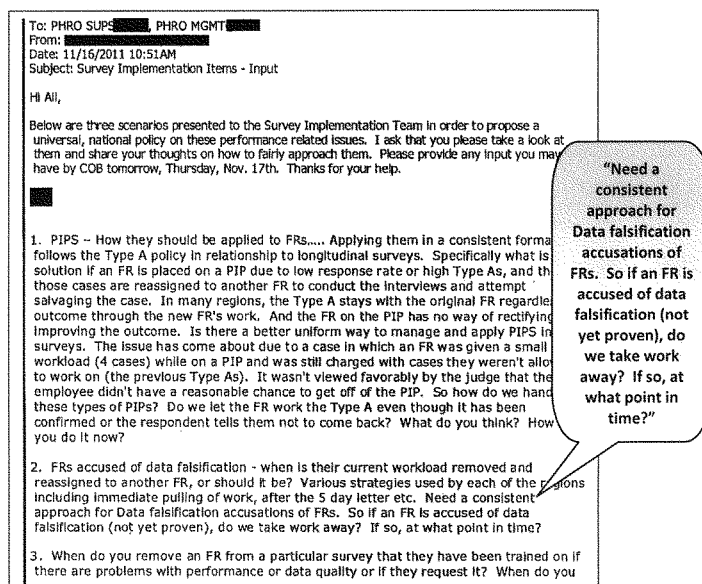 To: PHRO SUPS, PHRO MGMT
From:
Date: 11/16/2011 10:51AM
Subject: Survey Implementation Items - Input
Hi All,
Below are three scenarios presented to the Survey Implementation Team in order to propose a
universal, national policy on these performance related issues. I ask that you please take a look at
them and share your thoughts on how to fairly approach them. Please provide any input you may
have by COB tomorrow, Thursday, Nov. 17th. Thanks for your help.
1. PIPS -- How they should be applied to FRs..... Applying them in a consistent forma
follows the Type A policy in relationship to longitudinal surveys. Specifically what is
solution if an FR is placed on a PIP due to low response rate or high Type As, and th
those cases are reassigned to another FR to conduct the interviews and attempt
salvaging the case. In many regions, the Type A stays with the original FR regardle
outcome through the new FR's work. And the FR on the PIP has no way of rectifying
improving the outcome. Is there a better uniform way to manage and apply PIPS in
surveys. The issue has come about due to a case in which an FR was given a small
workload (4 cases) while on a PIP and was still charged with cases they weren't allo
to work on (the previous Type As). It wasn't viewed favorably by the judge that the
employee didn't have a reasonable chance to get off of the PIP. So how do we hand
these types of PIPs? Do we let the FR work the Type A even though it has been
confirmed or the respondent tells them not to come back? What do you think? How
you do it now?
2. FRs accused of data falsification - when is their current workload removed and
reassigned to another FR, or should it be? Various strategies used by each of the regions
including immediate pulling of work, after the 5 day letter etc. Need a consistent
approach for Data falsification accusations of FRs. So if an FR is accused of data
falsification (not yet proven), do we take work away? If so, at what point in time?
3. When do you remove an FR from a particular survey that they have been trained on if
there are problems with performance or data quality or if they request it? When do you
"Need a
consistent
approach for
Data falsification
accusations of
FRs. So if an FR is
accused of data
falsification (not
yet proven), do
we take work
away? If so, at
what point in
time?"